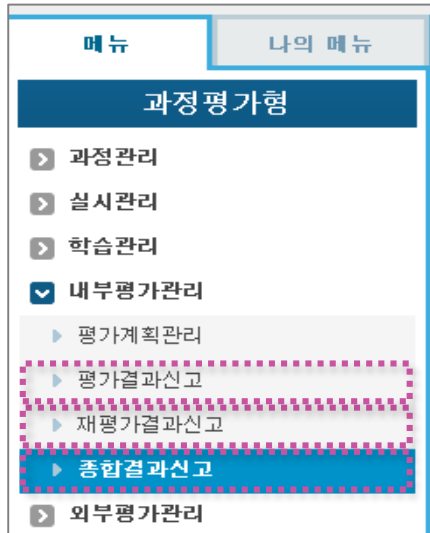 메뉴 나의 메뉴
과정평가형
과정관리
실시관리
학습관리
내부평가관리
평가계획관리
평가결과신고
재평가결과신고
종합결과신고
외부평가관리